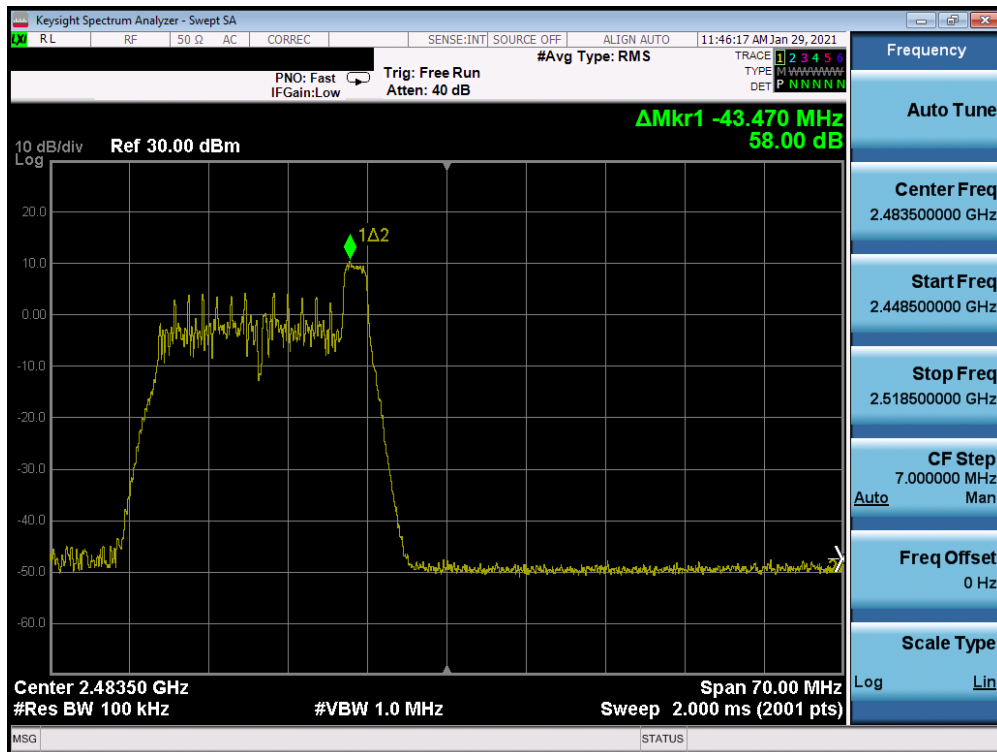 Keysight Spectrum Analyzer - Swept SA
LXI RL RF 50 Ω AC CORREC SENSE:INT SOURCE OFF ALIGN AUTO 11:46:17 AM Jan 29, 2021
Frequency
#Avg Type: RMS
TRACE 1 2 3 4 5 6
PNO: Fast Trig: Free Run
TYPE M WWWWW
IFGain:Low Atten: 40 dB
DET P N N N N N
Auto Tune
ΔMkr1 -43.470 MHz
58.00 dB
10 dB/div Ref 30.00 dBm
Log
20.0
10.0
0.00
-10.0
-20.0
-30.0
-40.0
-50.0
-60.0
1Δ2
Center Freq
2.483500000 GHz
Start Freq
2.448500000 GHz
Stop Freq
2.518500000 GHz
CF Step
7.000000 MHz
Auto Man
Freq Offset
0 Hz
Scale Type
Log Lin
Center 2.48350 GHz Span 70.00 MHz
#Res BW 100 kHz #VBW 1.0 MHz Sweep 2.000 ms (2001 pts)
MSG STATUS